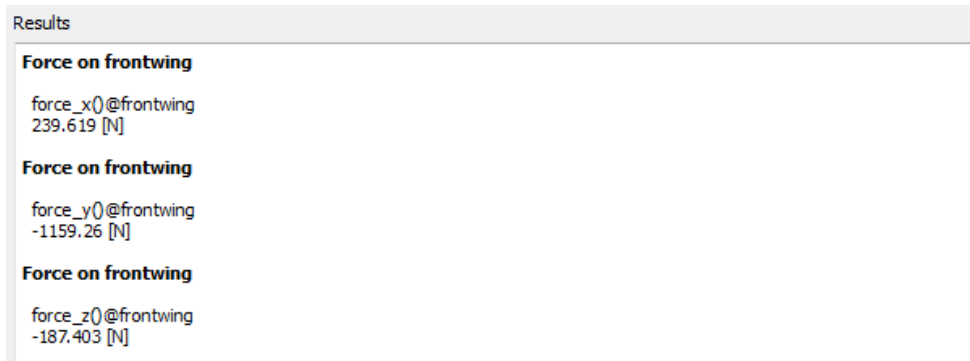 Results
Force on frontwing
force_x()@frontwing
239.619 [N]
Force on frontwing
force_y()@frontwing
-1159.26 [N]
Force on frontwing
force_z()@frontwing
-187.403 [N]